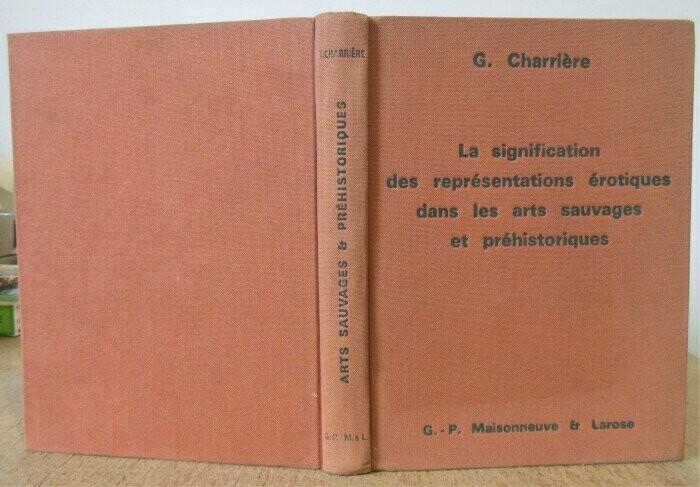 G. CHARRIÈRE
ARTS SAUVAGES & PRÉHISTORIQUES
G.-P. M. & L.
G. Charrière
La signification
des représentations érotiques
dans les arts sauvages
et préhistoriques
G.-P. Maisonneuve & Larose